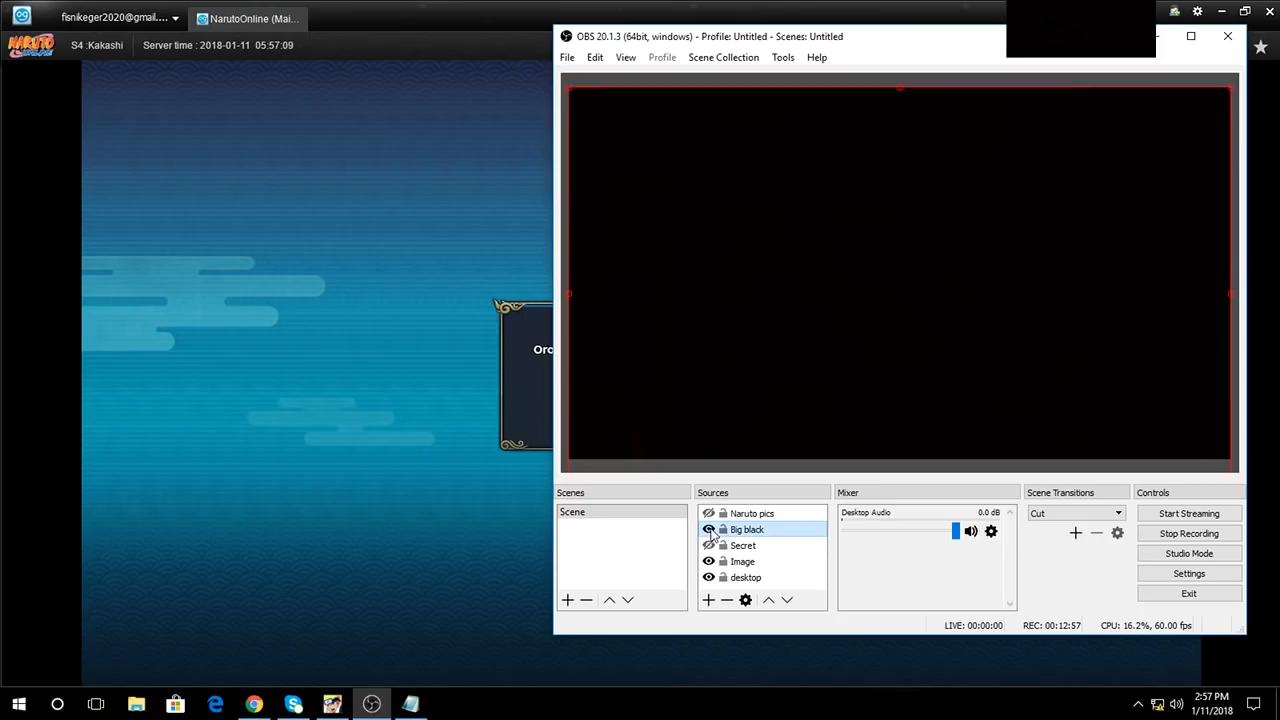 fisnikeger2020@gmail....
NarutoOnline (Mai...
NARUTO
S4 :Kakashi
Server time : 2018-01-11 05:57:09
OBS 20.1.3 (64bit, windows) - Profile: Untitled - Scenes: Untitled
File Edit View Profile Scene Collection Tools Help
Oro
Scenes
Scene
Sources
Naruto pics
Big black
Secret
Image
desktop
Mixer
Desktop Audio 0.0 dB
Scene Transitions
Cut
Controls
Start Streaming
Stop Recording
Studio Mode
Settings
Exit
LIVE: 00:00:00 REC: 00:12:57 CPU: 16.2%, 60.00 fps
2:57 PM
1/11/2018